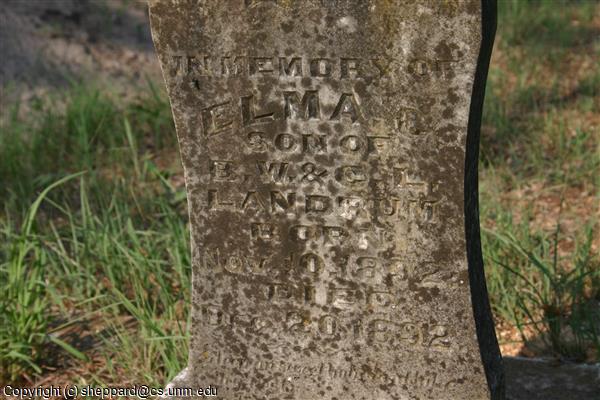 IN MEMORY OF
ELMA R.
SON OF
B. W. & C. L.
LANDRUM
BORN
NOV. 10, 1892
DIED
DEC. 20, 1892
Copyright (c) sheppard@cs.unm.edu